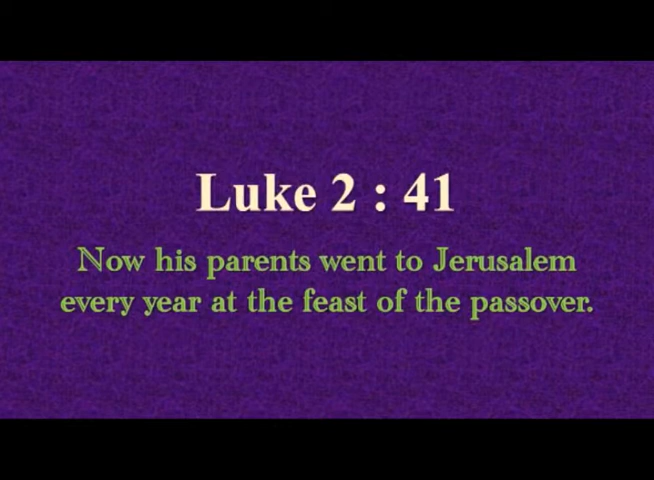 Luke 2 : 41
Now his parents went to Jerusalem
every year at the feast of the passover.